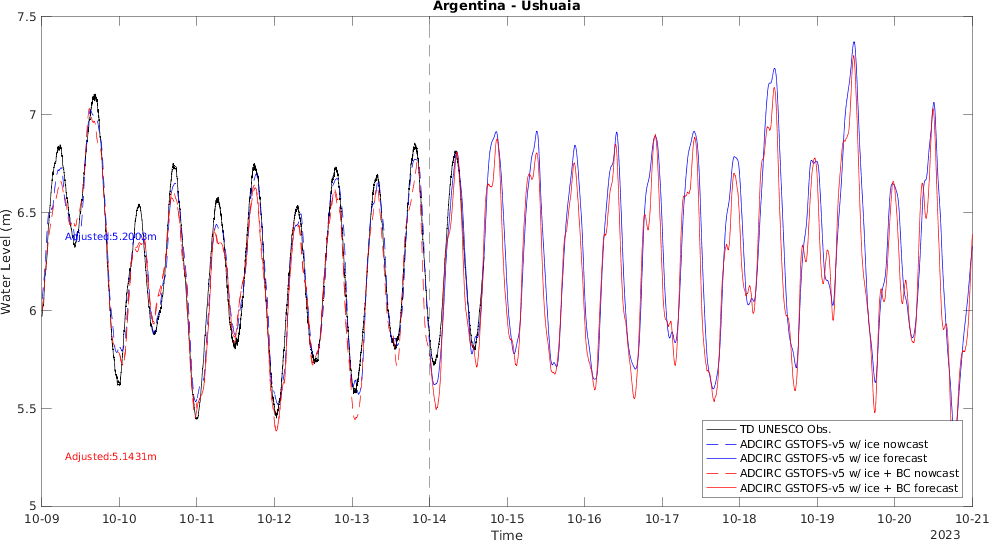 Argentina - Ushuaia
7.5
7
6.5
6
5.5
5
Water Level (m)
Adjusted:5.2003m
Adjusted:5.1431m
TD UNESCO Obs.
ADCIRC GSTOFS-v5 w/ ice nowcast
ADCIRC GSTOFS-v5 w/ ice forecast
ADCIRC GSTOFS-v5 w/ ice + BC nowcast
ADCIRC GSTOFS-v5 w/ ice + BC forecast
10-09 10-10 10-11 10-12 10-13 10-14 10-15 10-16 10-17 10-18 10-19 10-20 10-21
Time
2023